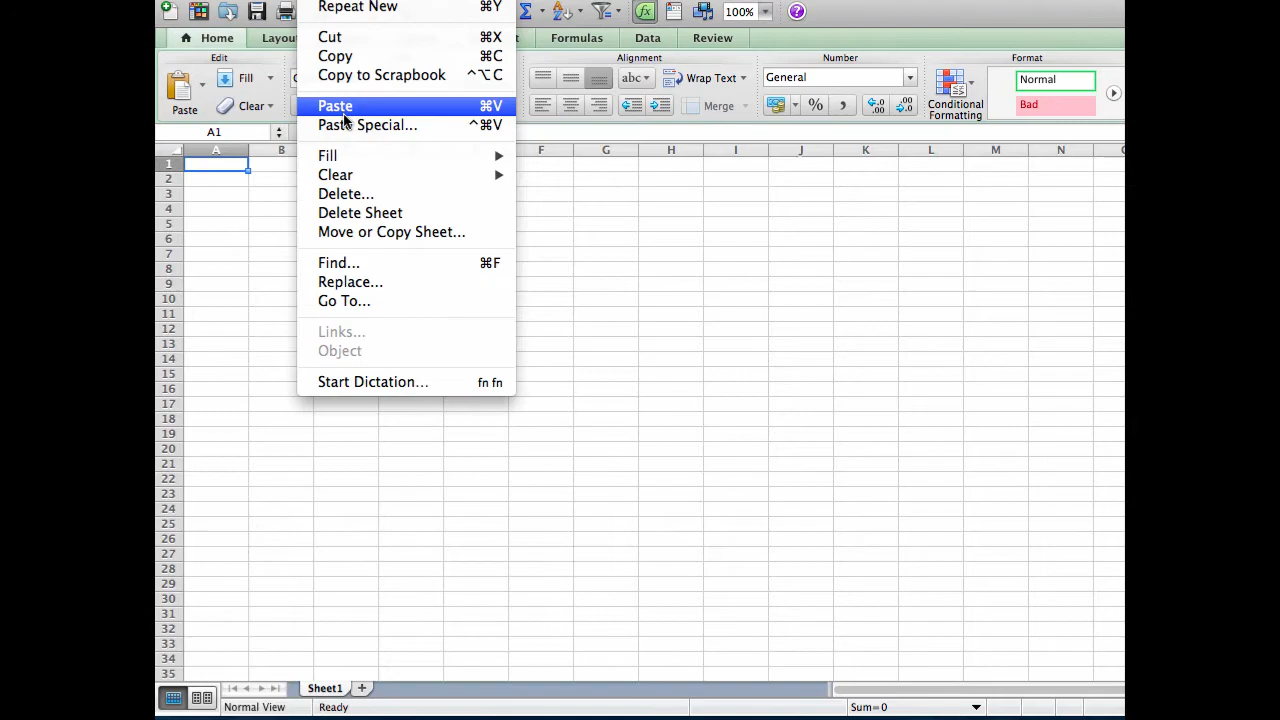 Repeat New ⌘Y
100%
Cut ⌘X
Copy ⌘C
Copy to Scrapbook ^⌥C
Paste ⌘V
Paste Special... ^⌘V
Fill
Clear
Delete...
Delete Sheet
Move or Copy Sheet...
Find... ⌘F
Replace...
Go To...
Links...
Object
Start Dictation... fn fn
Home Layou Formulas Data Review
Edit Alignment Number Format
Fill abc Wrap Text General Normal
Paste Clear Merge % Conditional Formatting Bad
A1 fx
A B F G H I J K L M N
1
2
3
4
5
6
7
8
9
10
11
12
13
14
15
16
17
18
19
20
21
22
23
24
25
26
27
28
29
30
31
32
33
34
35
Sheet1
Normal View Ready Sum=0